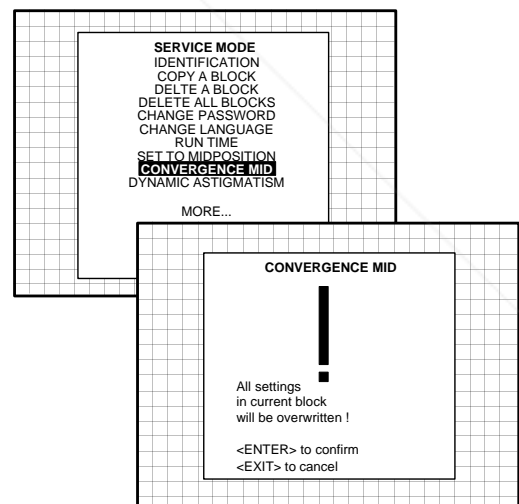 SERVICE MODE
IDENTIFICATION
COPY A BLOCK
DELTE A BLOCK
DELETE ALL BLOCKS
CHANGE PASSWORD
CHANGE LANGUAGE
RUN TIME
SET TO MIDPOSITION
CONVERGENCE MID
DYNAMIC ASTIGMATISM
MORE...
CONVERGENCE MID
!
All settings
in current block
will be overwritten !
<ENTER> to confirm
<EXIT> to cancel